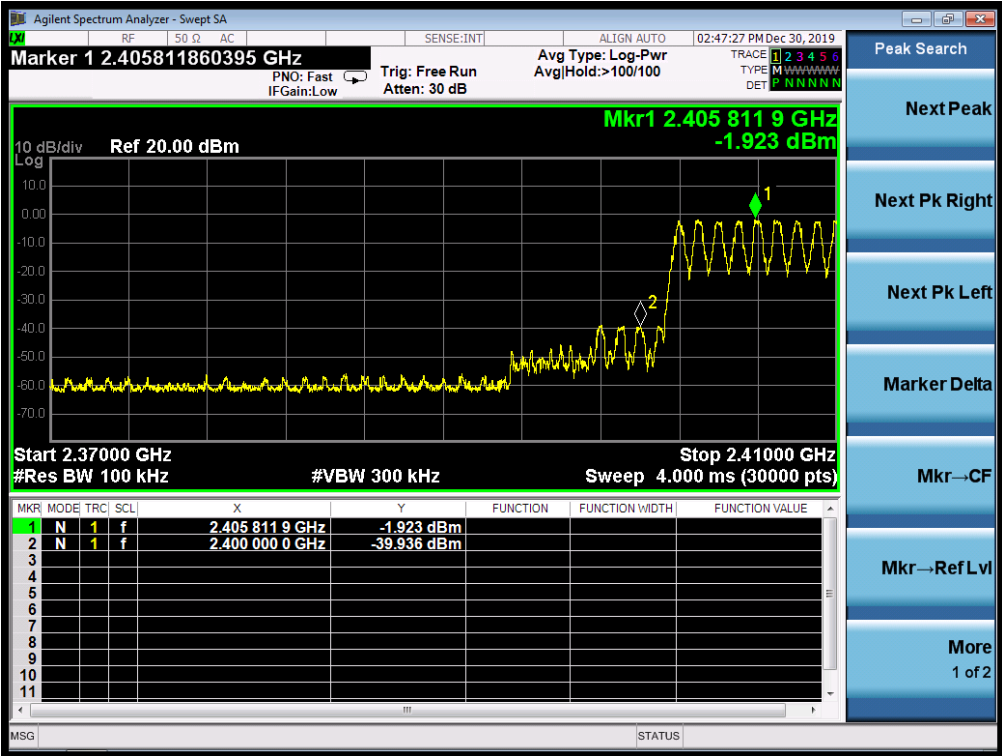 Agilent Spectrum Analyzer - Swept SA
LXI RF 50 Ω AC SENSE:INT ALIGN AUTO 02:47:27 PM Dec 30, 2019
Marker 1 2.405811860395 GHz
PNO: Fast
IFGain:Low
Trig: Free Run
Atten: 30 dB
Avg Type: Log-Pwr
Avg|Hold:>100/100
TRACE 1 2 3 4 5 6
TYPE M WWWWW
DET P N N N N N
Peak Search
Next Peak
Next Pk Right
Next Pk Left
Marker Delta
Mkr→CF
Mkr→Ref Lvl
More
1 of 2
Mkr1 2.405 811 9 GHz
-1.923 dBm
10 dB/div Ref 20.00 dBm
Log
10.0
0.00
-10.0
-20.0
-30.0
-40.0
-50.0
-60.0
-70.0
1
2
Start 2.37000 GHz Stop 2.41000 GHz
#Res BW 100 kHz #VBW 300 kHz Sweep 4.000 ms (30000 pts)
MKR MODE TRC SCL X Y FUNCTION FUNCTION WIDTH FUNCTION VALUE
1 N 1 f 2.405 811 9 GHz -1.923 dBm
2 N 1 f 2.400 000 0 GHz -39.936 dBm
3
4
5
6
7
8
9
10
11
MSG STATUS